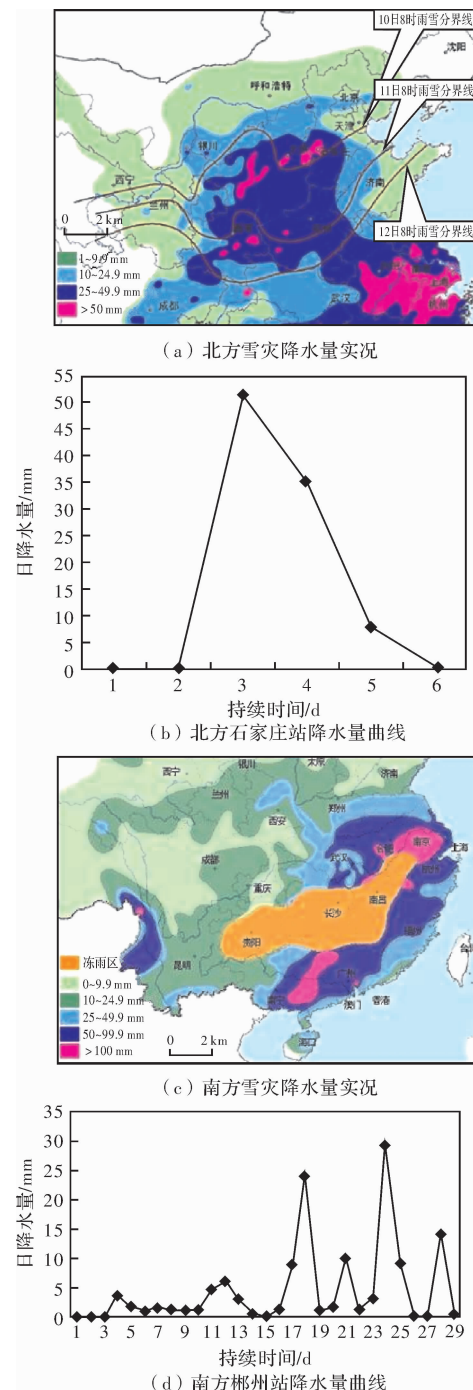 10日8时雨雪分界线
沈阳
呼和浩特
北京
11日8时雨雪分界线
天津
银川
西宁
济南
兰州
0 2 km
12日8时雨雪分界线
1~9.9 mm
10~24.9 mm
25~49.9 mm
>50 mm
成都
武汉
(a)北方雪灾降水量实况
55
50
45
40
35
30
25
20
15
10
5
0
日降水量/mm
1 2 3 4 5 6
持续时间/d
(b)北方石家庄站降水量曲线
西宁
银川
太原
济南
兰州
郑州
西安
南京
上海
成都
武汉
重庆
南昌
长沙
贵阳
冻雨区
昆明
台
0~9.9 mm
10~24.9 mm
25~49.9 mm
50~99.9 mm
>100 mm
广州
南宁
澳门 香港
海口
0 2 km
(c)南方雪灾降水量实况
35
30
25
20
15
10
5
0
日降水量/mm
1 3 5 7 9 11 13 15 17 19 21 23 25 27 29
持续时间/d
(d)南方郴州站降水量曲线